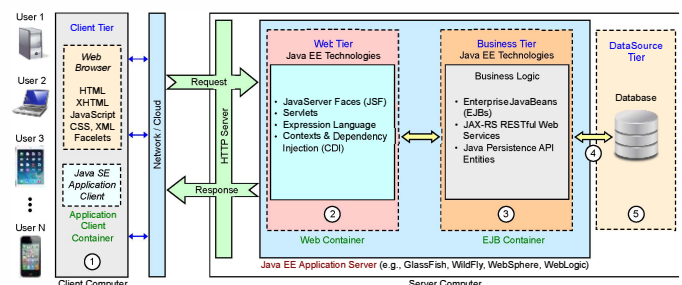 User 1
User 2
User 3
User N
Client Tier
Web
Browser
HTML
XHTML
JavaScript
CSS, XML
Facelets
Java SE
Application
Client
Application
Client
Container
1
Client Computer
Network / Cloud
Request
Response
HTTP Server
Web Tier
Java EE Technologies
• JavaServer Faces (JSF)
• Servlets
• Expression Language
• Contexts & Dependency
Injection (CDI)
2
Web Container
Business Tier
Java EE Technologies
Business Logic
• EnterpriseJavaBeans
(EJBs)
• JAX-RS RESTful Web
Services
• Java Persistence API
Entities
3
EJB Container
4
DataSource
Tier
Database
5
Java EE Application Server (e.g., GlassFish, WildFly, WebSphere, WebLogic)
Server Computer